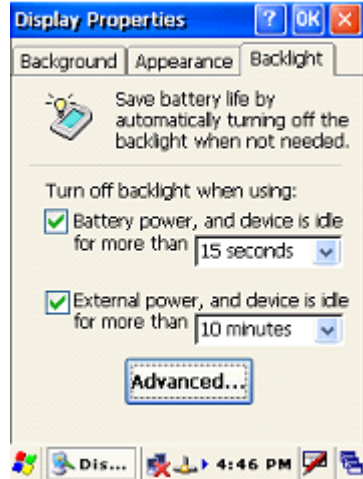 Display Properties ? OK
Background Appearance Backlight
Save battery life by
automatically turning off the
backlight when not needed.
Turn off backlight when using:
Battery power, and device is idle
for more than 15 seconds
External power, and device is idle
for more than 10 minutes
Advanced...
Dis... 4:46 PM